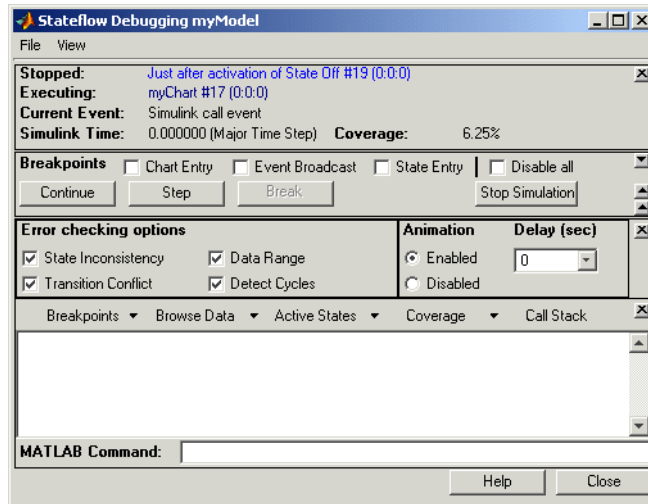 Stateflow Debugging myModel
File View
Stopped: Just after activation of State Off #19 (0:0:0)
Executing: myChart #17 (0:0:0)
Current Event: Simulink call event
Simulink Time: 0.000000 (Major Time Step) Coverage: 6.25%
Breakpoints Chart Entry Event Broadcast State Entry Disable all
Continue Step Break Stop Simulation
Error checking options Animation Delay (sec)
State Inconsistency Data Range Enabled 0
Transition Conflict Detect Cycles Disabled
Breakpoints Browse Data Active States Coverage Call Stack
MATLAB Command:
Help Close